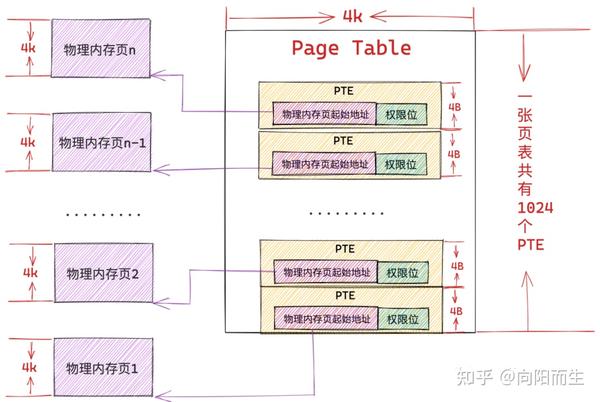 4k
Page Table
4k
物理内存页n
PTE
物理内存页起始地址
权限位
4B
4k
物理内存页n-1
PTE
物理内存页起始地址
权限位
4B
·········
·········
一张页表共有1024个PTE
4k
物理内存页2
PTE
物理内存页起始地址
权限位
4B
PTE
物理内存页起始地址
权限位
4B
4k
物理内存页1
知乎 @向阳而生